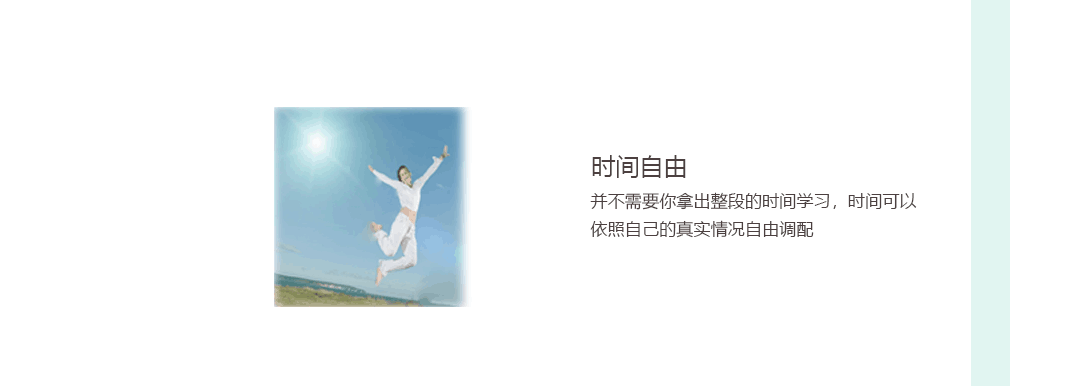 时间自由
并不需要你拿出整段的时间学习，时间可以
依照自己的真实情况自由调配